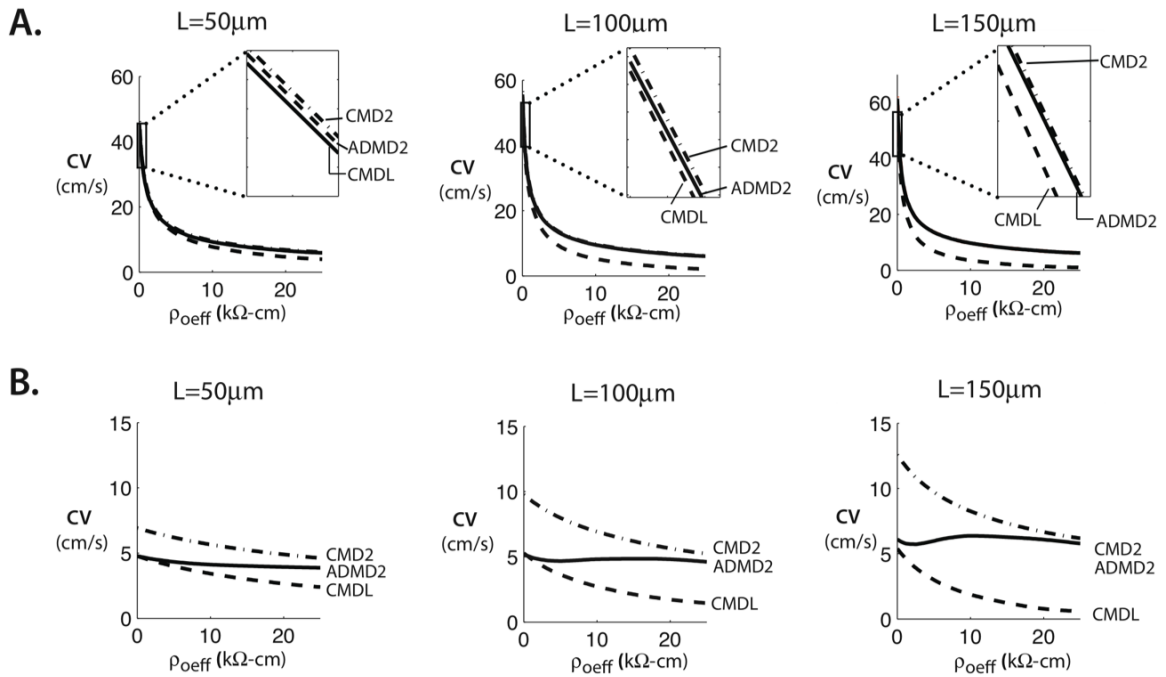 A.
L=50μm
L=100μm
L=150μm
60
40
20
0
CV
(cm/s)
CMD2
ADMD2
CMDL
0
10
20
ρoeff (kΩ-cm)
60
40
20
0
CV
(cm/s)
CMD2
ADMD2
CMDL
0
10
20
ρoeff (kΩ-cm)
60
40
20
0
CV
(cm/s)
CMD2
CMDL
ADMD2
0
10
20
ρoeff (kΩ-cm)
B.
L=50μm
L=100μm
L=150μm
15
10
5
0
CV
(cm/s)
CMD2
ADMD2
CMDL
0
10
20
ρoeff (kΩ-cm)
15
10
5
0
CV
(cm/s)
CMD2
ADMD2
CMDL
0
10
20
ρoeff (kΩ-cm)
15
10
5
0
CV
(cm/s)
CMD2
ADMD2
CMDL
0
10
20
ρoeff (kΩ-cm)